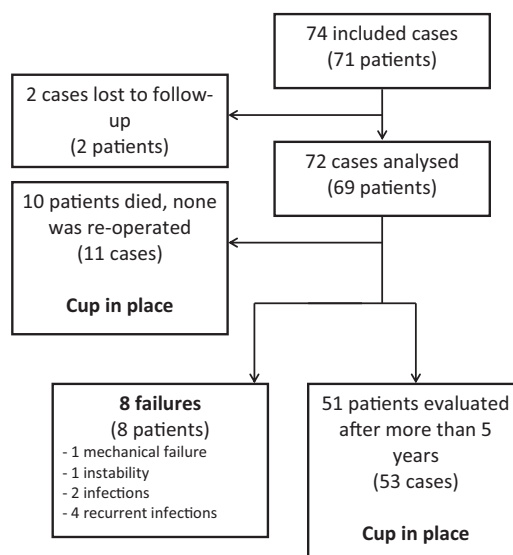 74 included cases
(71 patients)
2 cases lost to follow-
up
(2 patients)
72 cases analysed
(69 patients)
10 patients died, none
was re-operated
(11 cases)
Cup in place
8 failures
(8 patients)
- 1 mechanical failure
- 1 instability
- 2 infections
- 4 recurrent infections
51 patients evaluated
after more than 5
years
(53 cases)
Cup in place